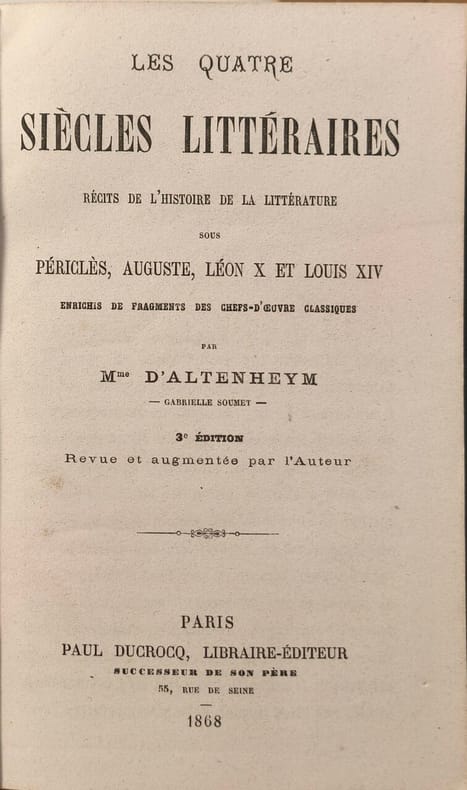 LES QUATRE
SIÈCLES LITTÉRAIRES
RÉCITS DE L'HISTOIRE DE LA LITTÉRATURE
SOUS
PÉRICLÈS, AUGUSTE, LÉON X ET LOUIS XIV
ENRICHIS DE FRAGMENTS DES CHEFS-D'ŒUVRE CLASSIQUES
PAR
Mme D'ALTENHEYM
— GABRIELLE SOUMET —
3e ÉDITION
Revue et augmentée par l'Auteur
PARIS
PAUL DUCROCQ, LIBRAIRE-ÉDITEUR
SUCCESSEUR DE SON PÈRE
55, RUE DE SEINE
1868